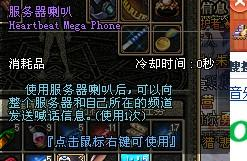 服务器喇叭
Heartbeat Mega Phone
消耗品
冷却时间：0秒
使用服务器喇叭后，可以向
整个服务器和自己所在的频道
发送喊话信息。(使用1次)
『点击鼠标右键可使用』